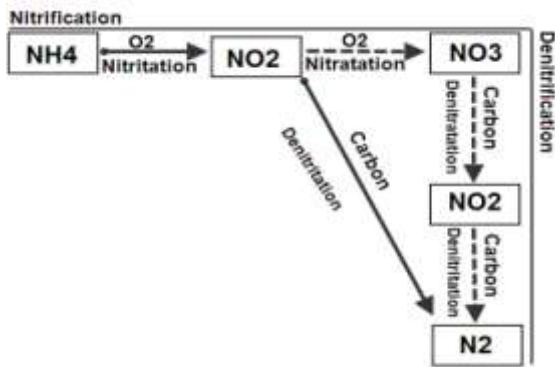 Nitrification
NH4
O2
Nitritation
NO2
O2
Nitratation
NO3
Denitrification
Carbon
Denitratation
NO2
Carbon
Denitritation
Carbon
Denitritation
N2